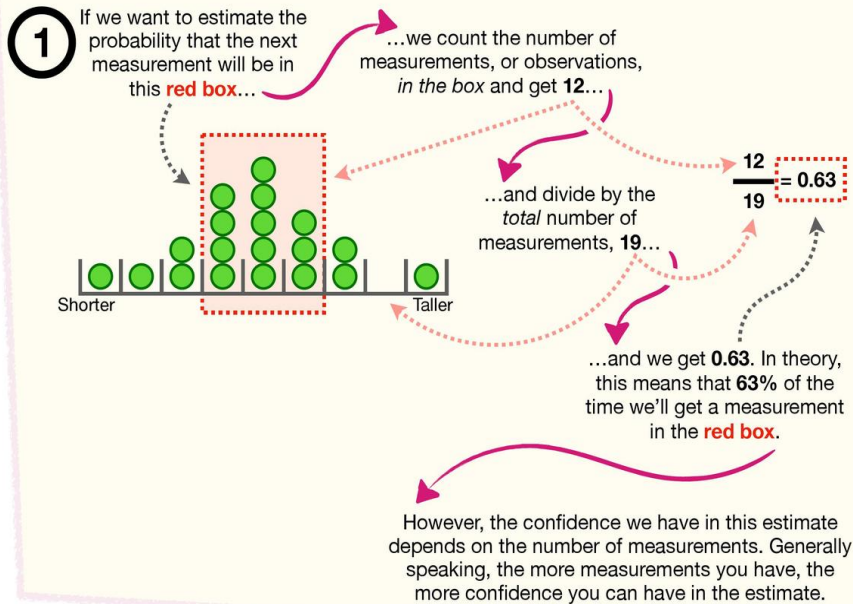 1
If we want to estimate the
probability that the next
measurement will be in
this red box…
…we count the number of
measurements, or observations,
in the box and get 12…
…and divide by the
total number of
measurements, 19…
12
19
= 0.63
Shorter
Taller
…and we get 0.63. In theory,
this means that 63% of the
time we’ll get a measurement
in the red box.
However, the confidence we have in this estimate
depends on the number of measurements. Generally
speaking, the more measurements you have, the
more confidence you can have in the estimate.